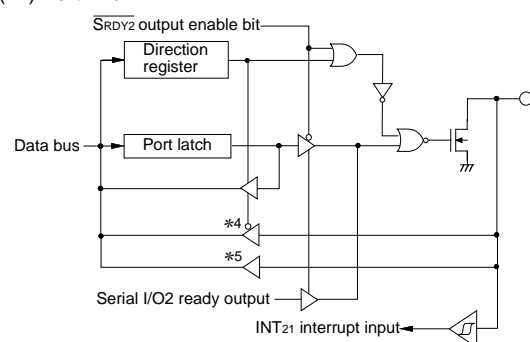 SRDY2 output enable bit
Direction
register
Data bus
Port latch
*4
*5
Serial I/O2 ready output
INT21 interrupt input